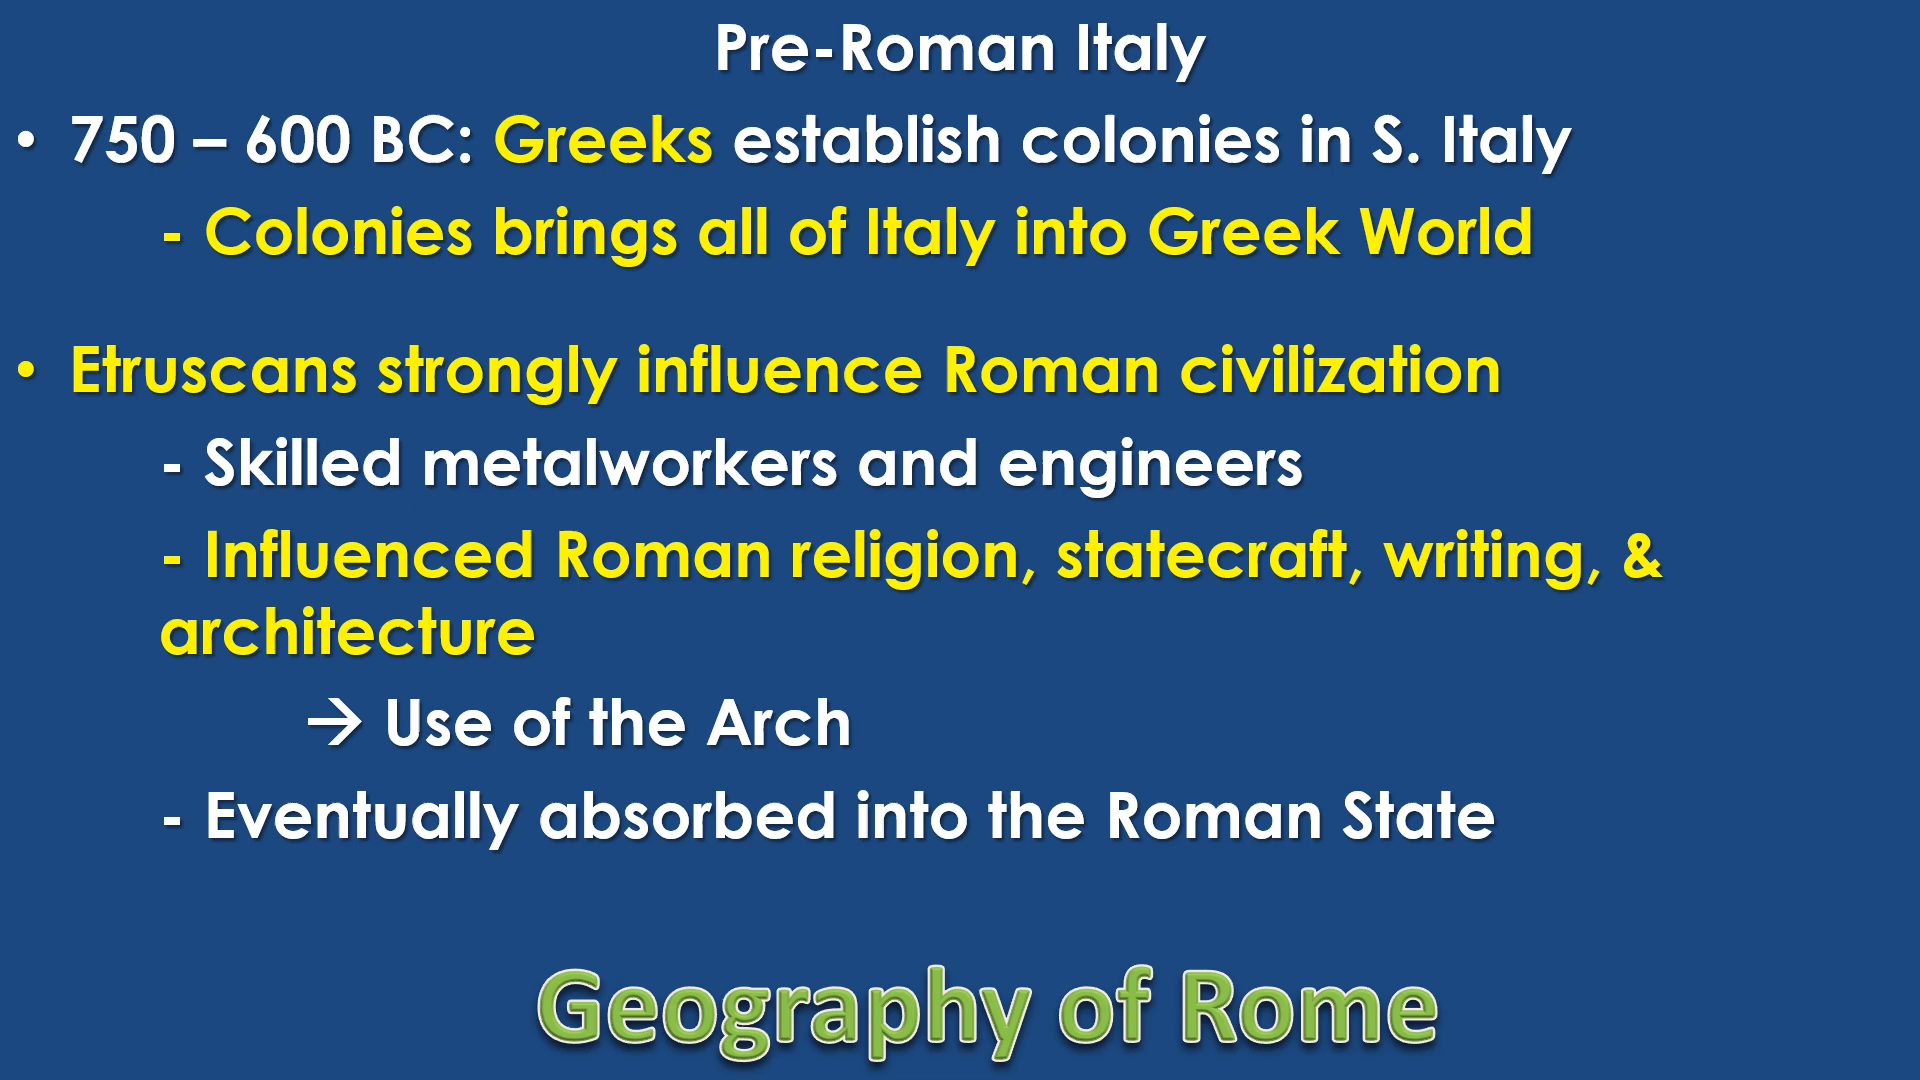 Pre-Roman Italy
• 750 – 600 BC: Greeks establish colonies in S. Italy
- Colonies brings all of Italy into Greek World
• Etruscans strongly influence Roman civilization
- Skilled metalworkers and engineers
- Influenced Roman religion, statecraft, writing, &
architecture
→ Use of the Arch
- Eventually absorbed into the Roman State
Geography of Rome